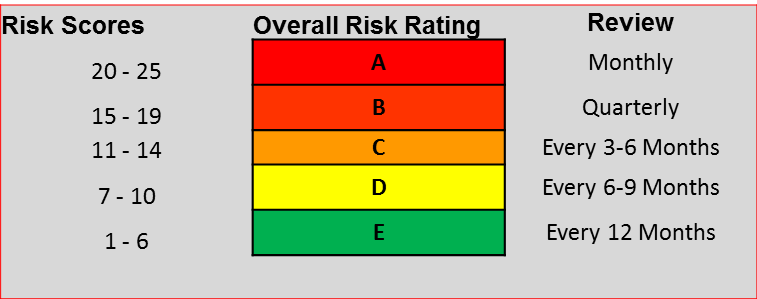 Risk Scores Overall Risk Rating Review
20 - 25 A Monthly
15 - 19 B Quarterly
11 - 14 C Every 3-6 Months
7 - 10 D Every 6-9 Months
1 - 6 E Every 12 Months